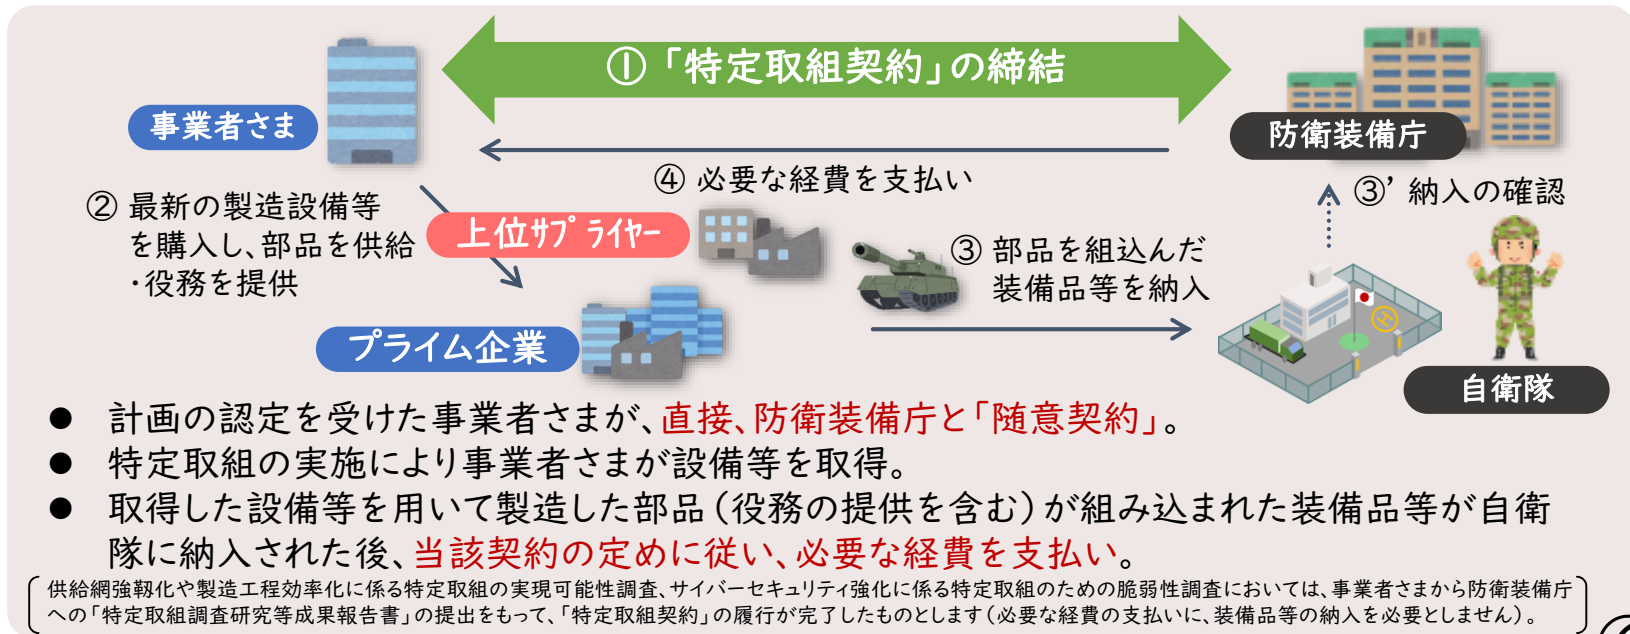 ①「特定取組契約」の締結
事業者さま
防衛装備庁
④ 必要な経費を支払い
③’ 納入の確認
② 最新の製造設備等
を購入し、部品を供給
・役務を提供
上位ｻﾌﾟﾗｲﾔｰ
③ 部品を組込んだ
装備品等を納入
プライム企業
自衛隊
● 計画の認定を受けた事業者さまが、直接、防衛装備庁と「随意契約」。
● 特定取組の実施により事業者さまが設備等を取得。
● 取得した設備等を用いて製造した部品（役務の提供を含む）が組み込まれた装備品等が自衛
隊に納入された後、当該契約の定めに従い、必要な経費を支払い。
供給網強靱化や製造工程効率化に係る特定取組の実現可能性調査、サイバーセキュリティ強化に係る特定取組のための脆弱性調査においては、事業者さまから防衛装備庁
への「特定取組調査研究等成果報告書」の提出をもって、「特定取組契約」の履行が完了したものとします（必要な経費の支払いに、装備品等の納入を必要としません）。